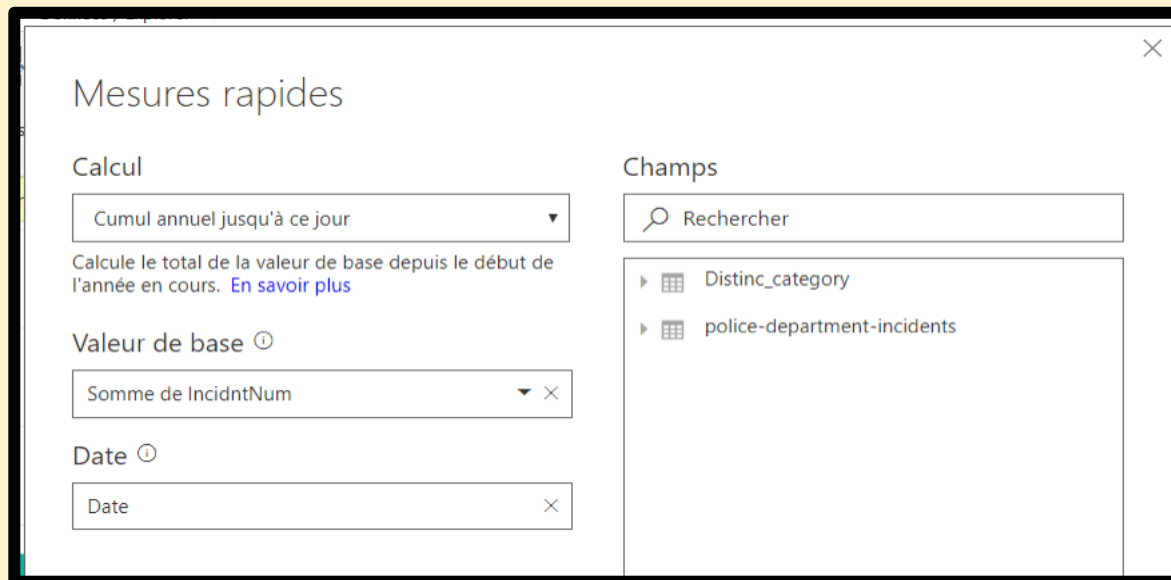 Mesures rapides
Calcul
Cumul annuel jusqu'à ce jour
Calcule le total de la valeur de base depuis le début de
l'année en cours. En savoir plus
Valeur de base
Somme de IncidntNum
Date
Date
Champs
Rechercher
Distinc_category
police-department-incidents